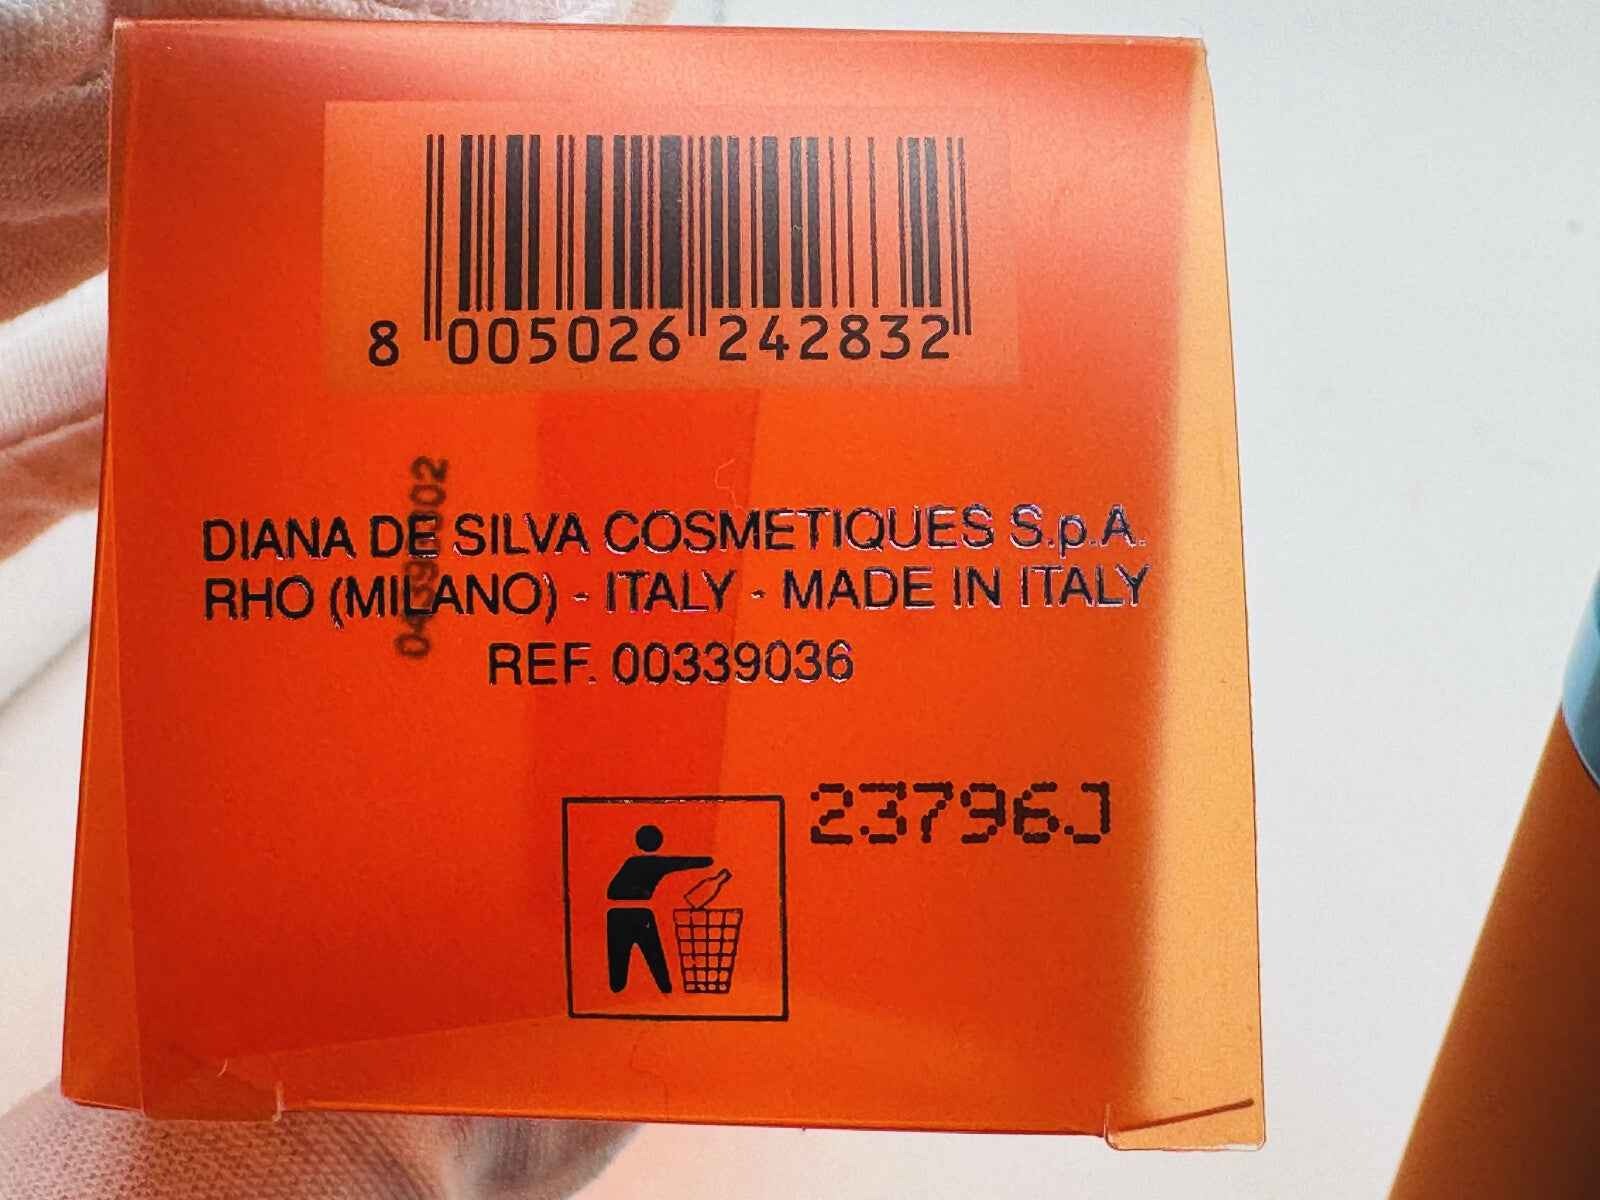 8 005026 242832
DIANA DE SILVA COSMETIQUES S.p.A.
RHO (MILANO) - ITALY - MADE IN ITALY
REF. 00339036
23796J